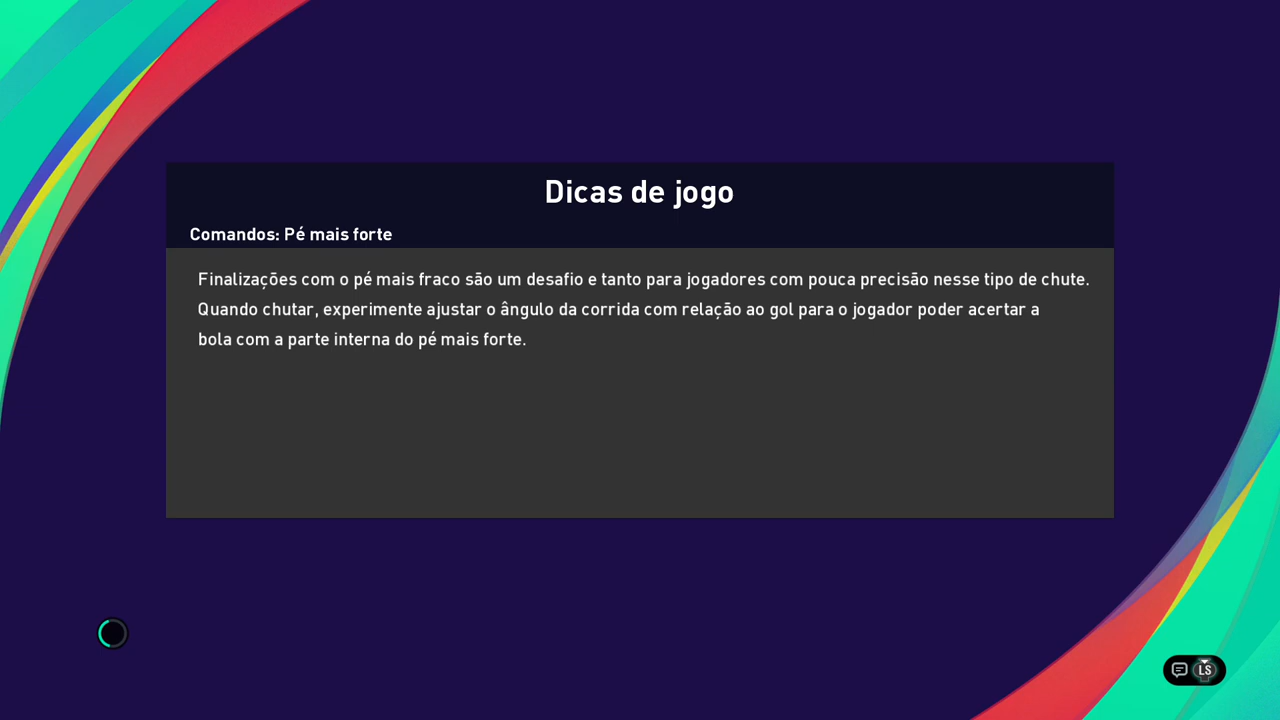 Dicas de jogo
Comandos: Pé mais forte
Finalizações com o pé mais fraco são um desafio e tanto para jogadores com pouca precisão nesse tipo de chute.
Quando chutar, experimente ajustar o ângulo da corrida com relação ao gol para o jogador poder acertar a
bola com a parte interna do pé mais forte.
LS